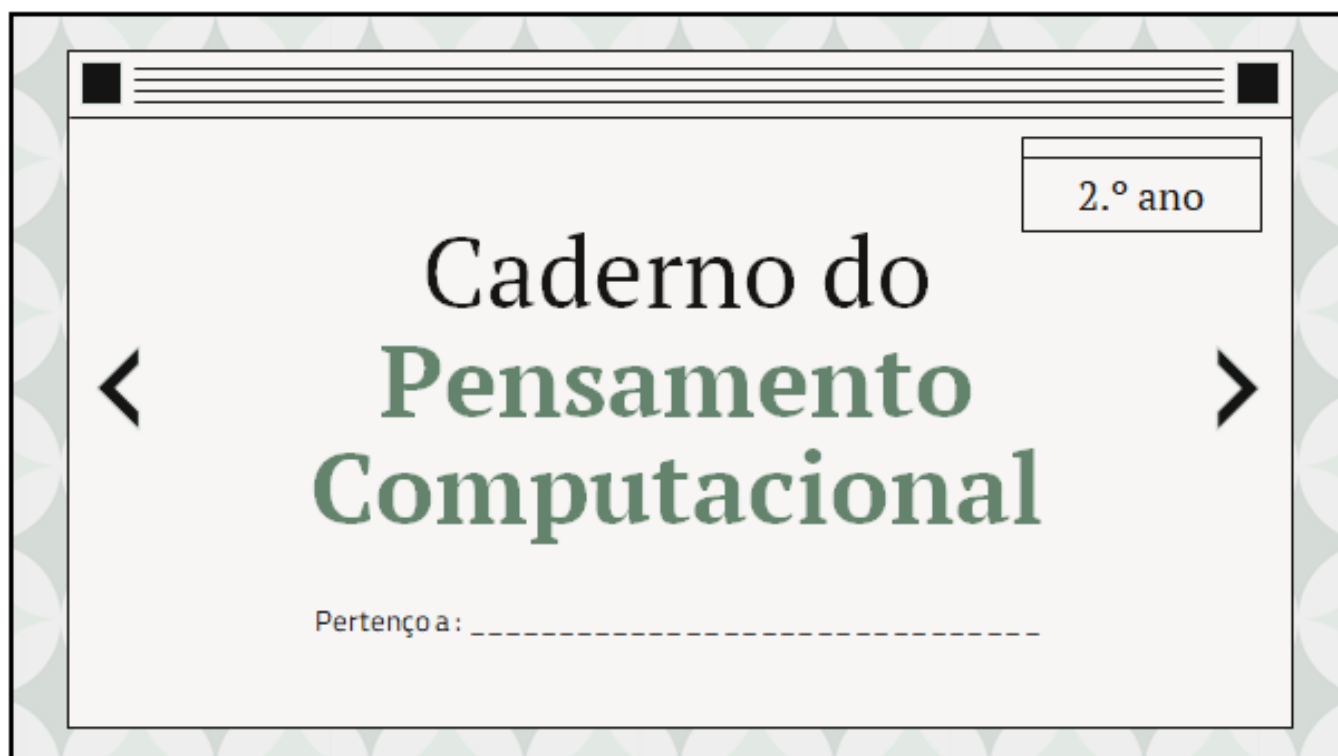 2.º ano
Caderno do
Pensamento
Computacional
Pertenço a : _ _ _ _ _ _ _ _ _ _ _ _ _ _ _ _ _ _ _ _ _ _ _ _ _ _ _ _ _ _ _